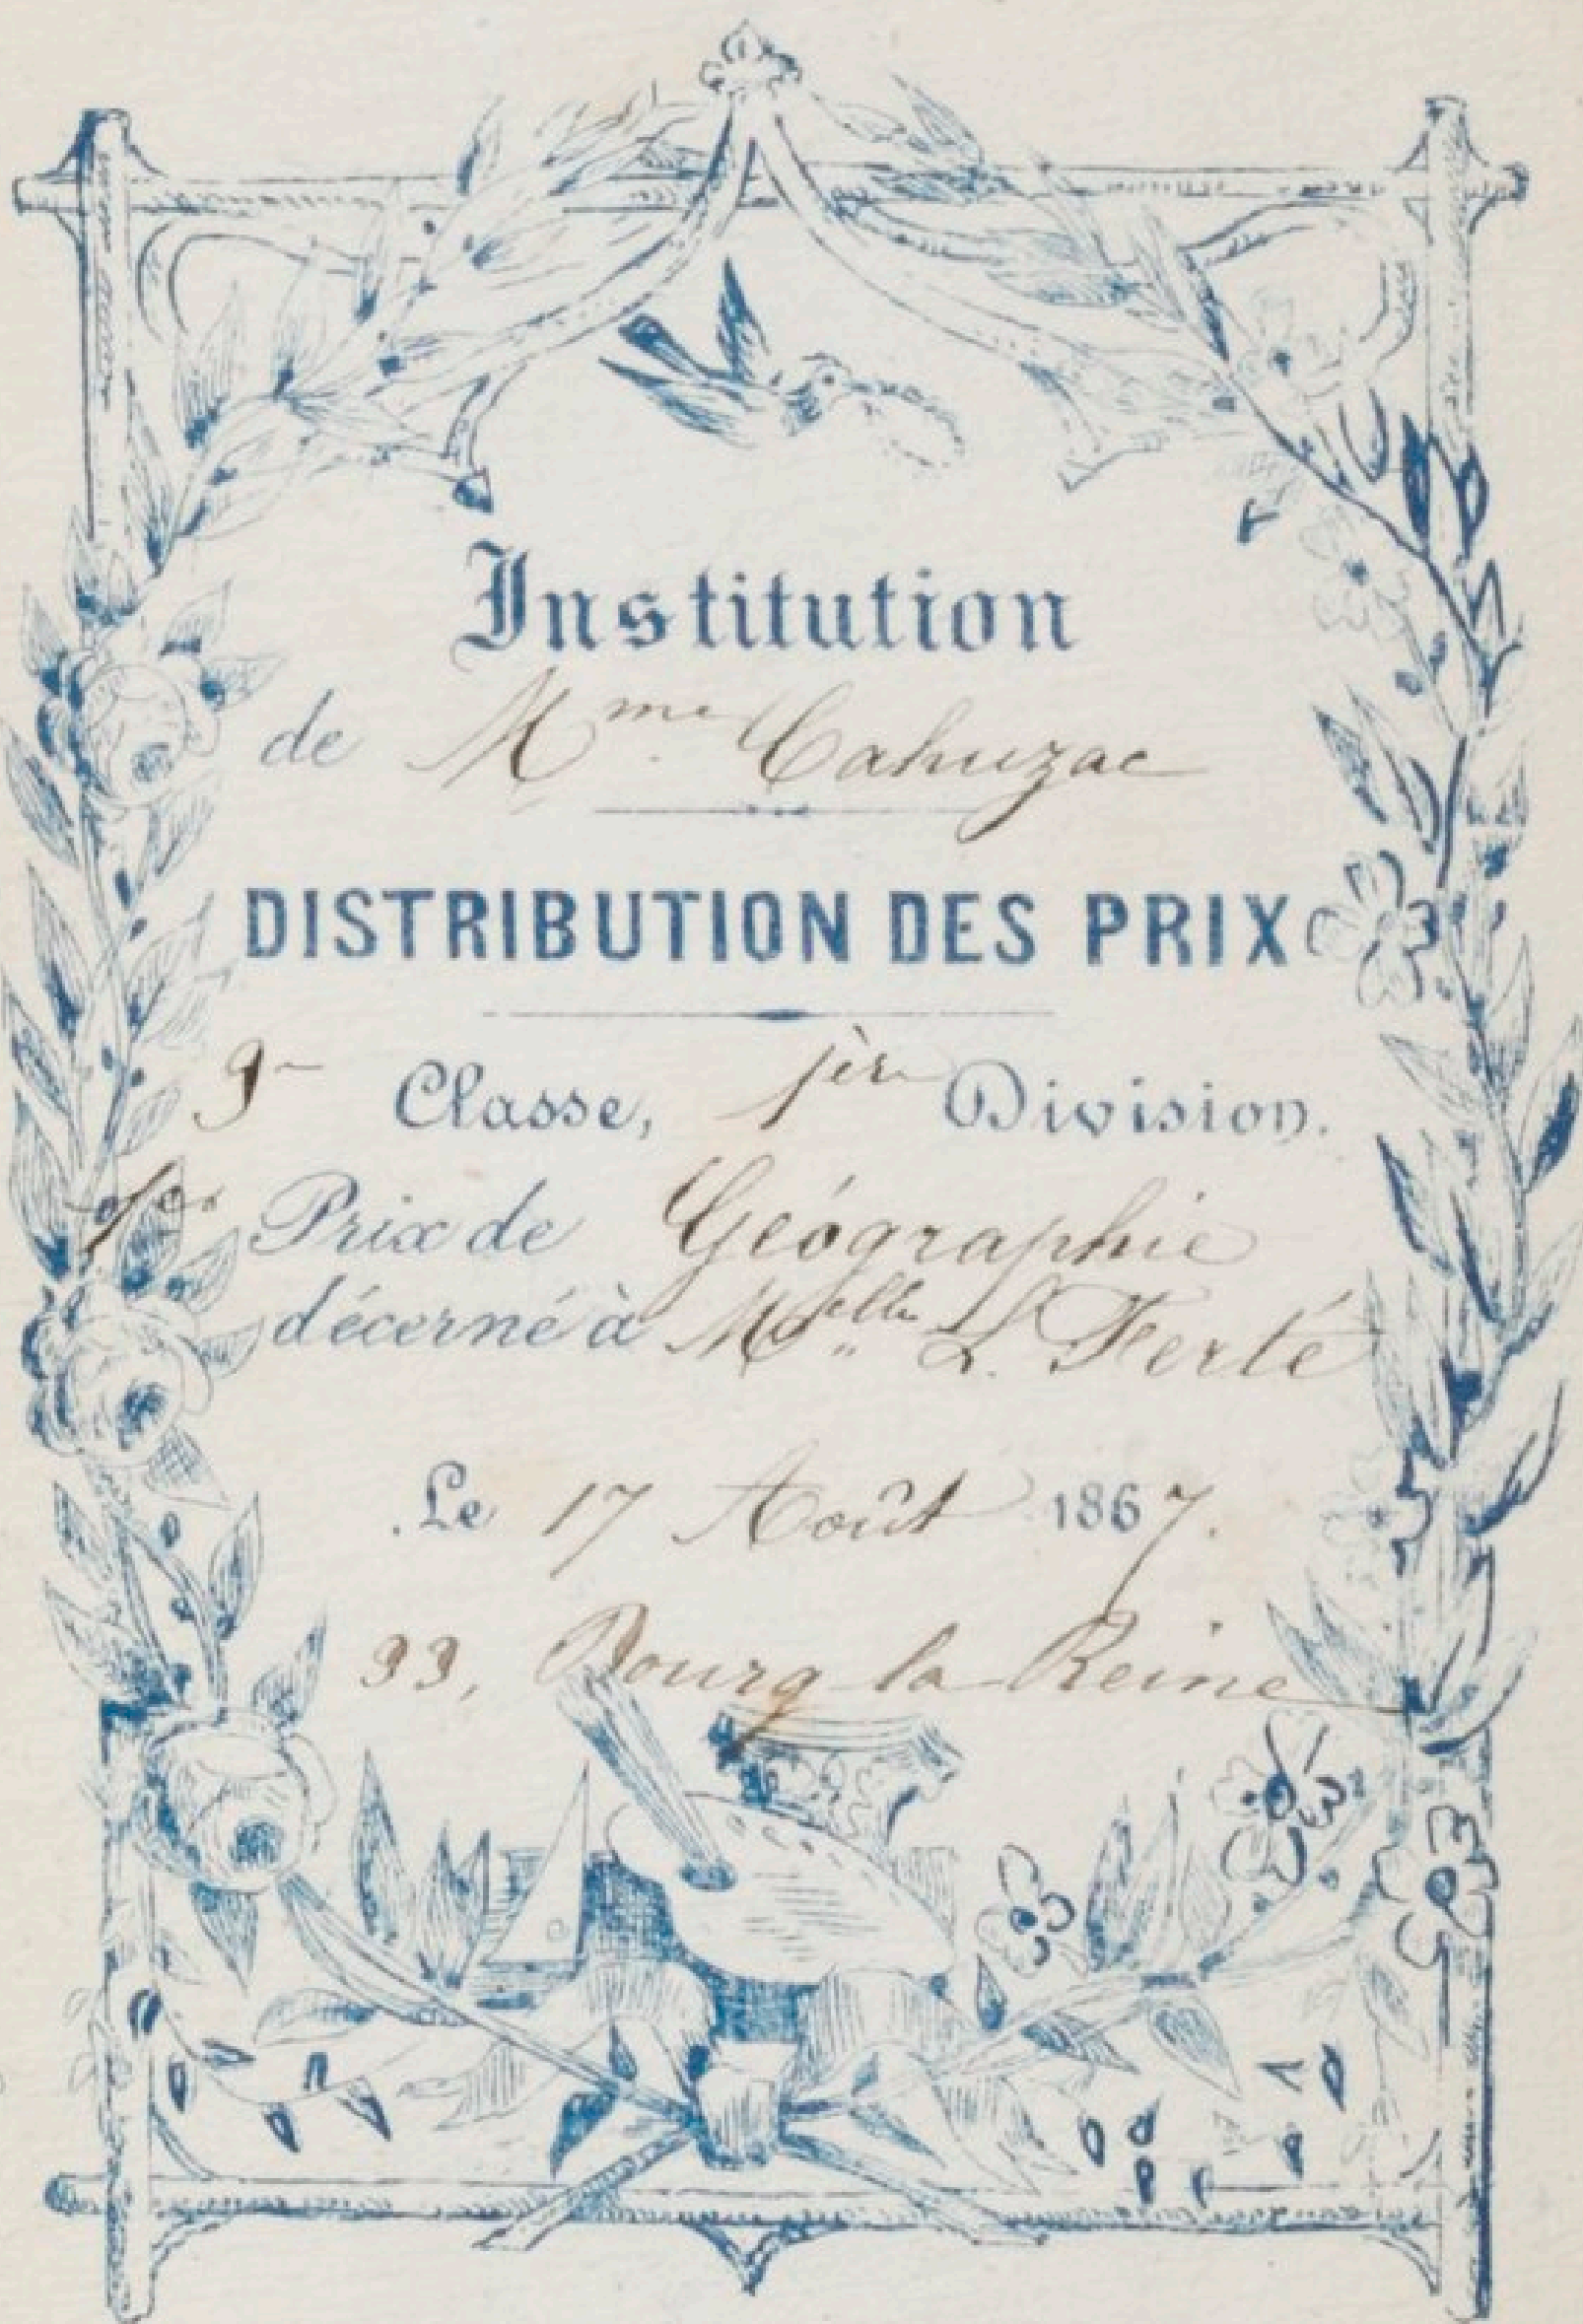 Institution
de Mme. Cahuzac
DISTRIBUTION DES PRIX
9e Classe, 1ère Division.
1er Prix de Géographie
décerné à Melle L. Ferté
Le 17 Août 1867.
33, Bourg la Reine